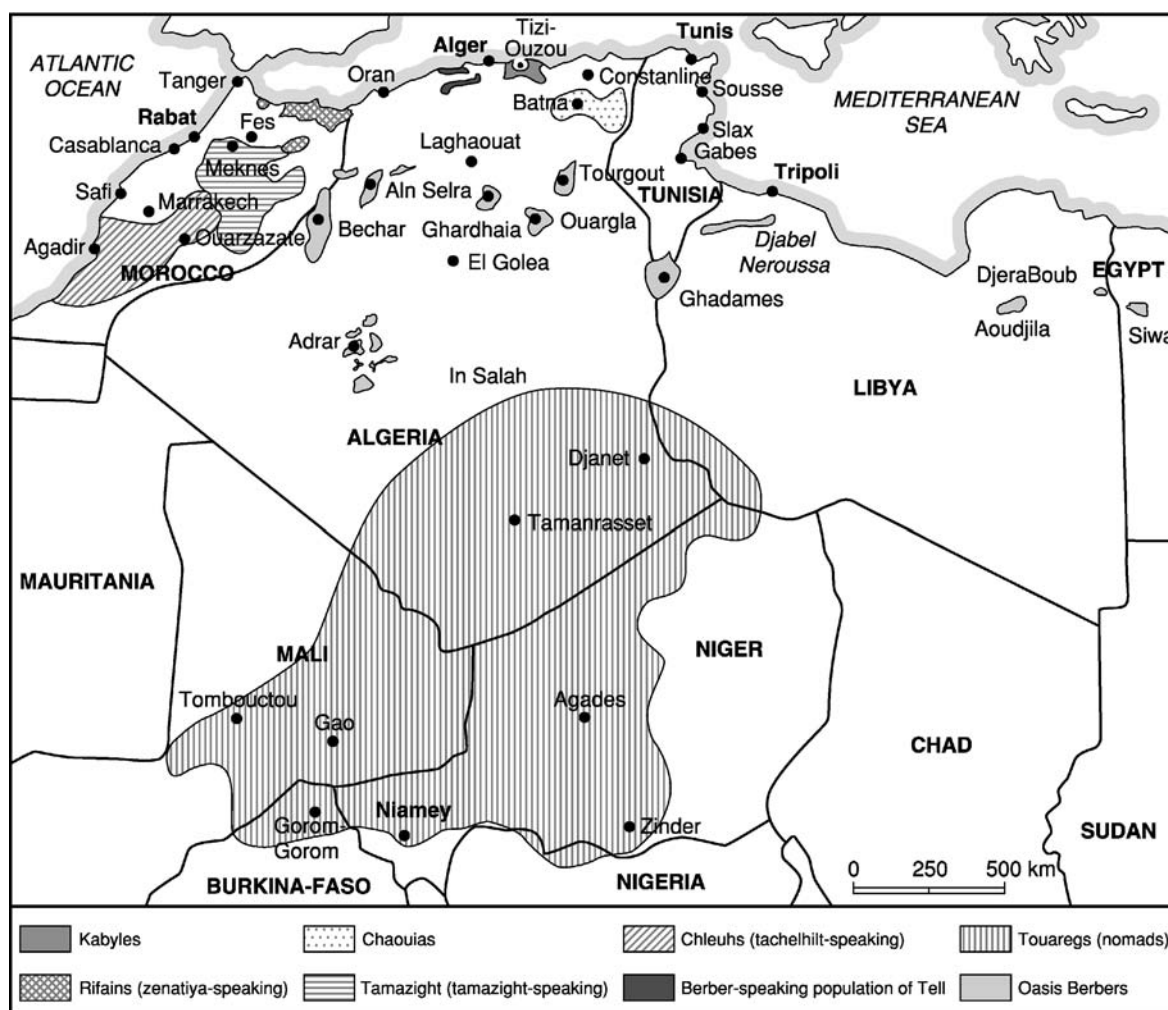 ATLANTIC
OCEAN
Tanger
Oran
Alger
Tizi-
Ouzou
Tunis
Constanline
Batna
Sousse
MEDITERRANEAN
SEA
Rabat
Fes
Casablanca
Meknes
Laghaouat
Slax
Gabes
Safi
Marrakech
Aln Selra
Tourgout
TUNISIA
Tripoli
Agadir
Ouarzazate
Bechar
Ghardhaia
Ouargla
Djabel
Neroussa
MOROCCO
El Golea
Ghadames
DjeraBoub
EGYPT
Aoudjila
Siwa
Adrar
In Salah
LIBYA
ALGERIA
Djanet
Tamanrasset
MAURITANIA
MALI
NIGER
Tombouctou
Gao
Agades
CHAD
Gorom-
Gorom
Niamey
Zinder
SUDAN
BURKINA-FASO
NIGERIA
0 250 500 km
Kabyles
Chaouias
Chleuhs (tachelhilt-speaking)
Touaregs (nomads)
Rifains (zenatiya-speaking)
Tamazight (tamazight-speaking)
Berber-speaking population of Tell
Oasis Berbers